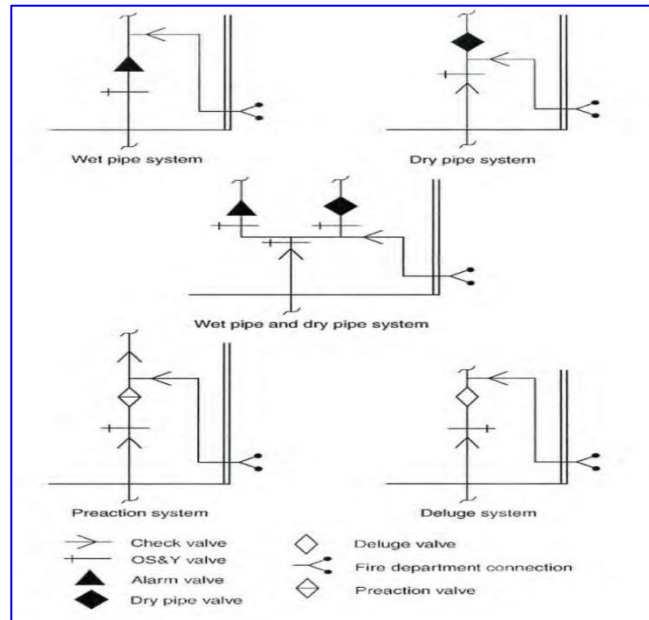 Wet pipe system
Dry pipe system
Wet pipe and dry pipe system
Preaction system
Deluge system
Check valve
OS&Y valve
Alarm valve
Dry pipe valve
Deluge valve
Fire department connection
Preaction valve